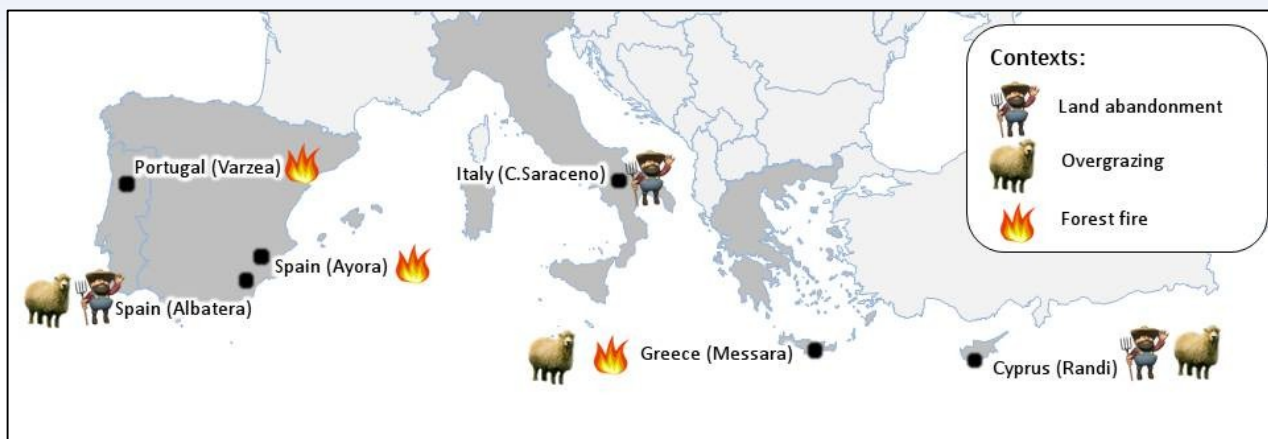 Contexts:
Land abandonment
Overgrazing
Forest fire
Portugal (Varzea)
Italy (C.Saraceno)
Spain (Ayora)
Spain (Albatera)
Greece (Messara)
Cyprus (Randi)